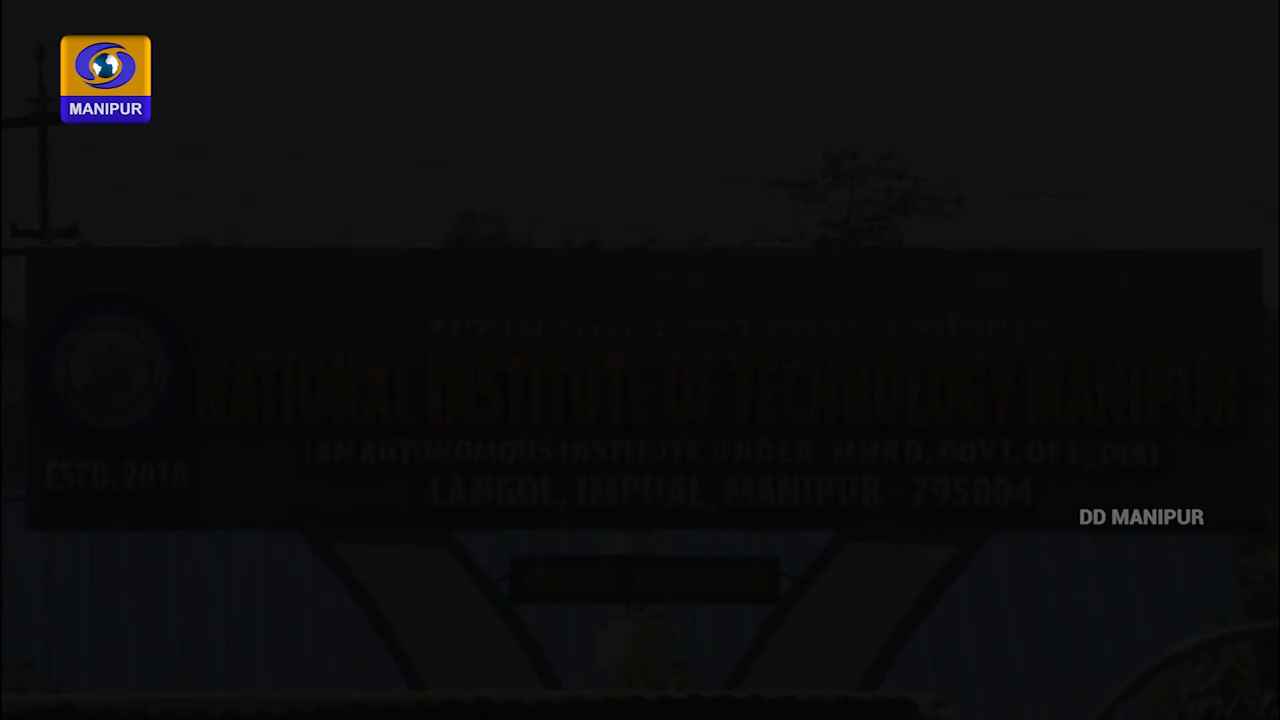 MANIPUR
NATIONAL INSTITUTE OF TECHNOLOGY MANIPUR
(AN AUTONOMOUS INSTITUTE UNDER MHRD, GOVT. OF INDIA)
ESTD. 2010
LANGOL, IMPHAL, MANIPUR - 795004
DD MANIPUR